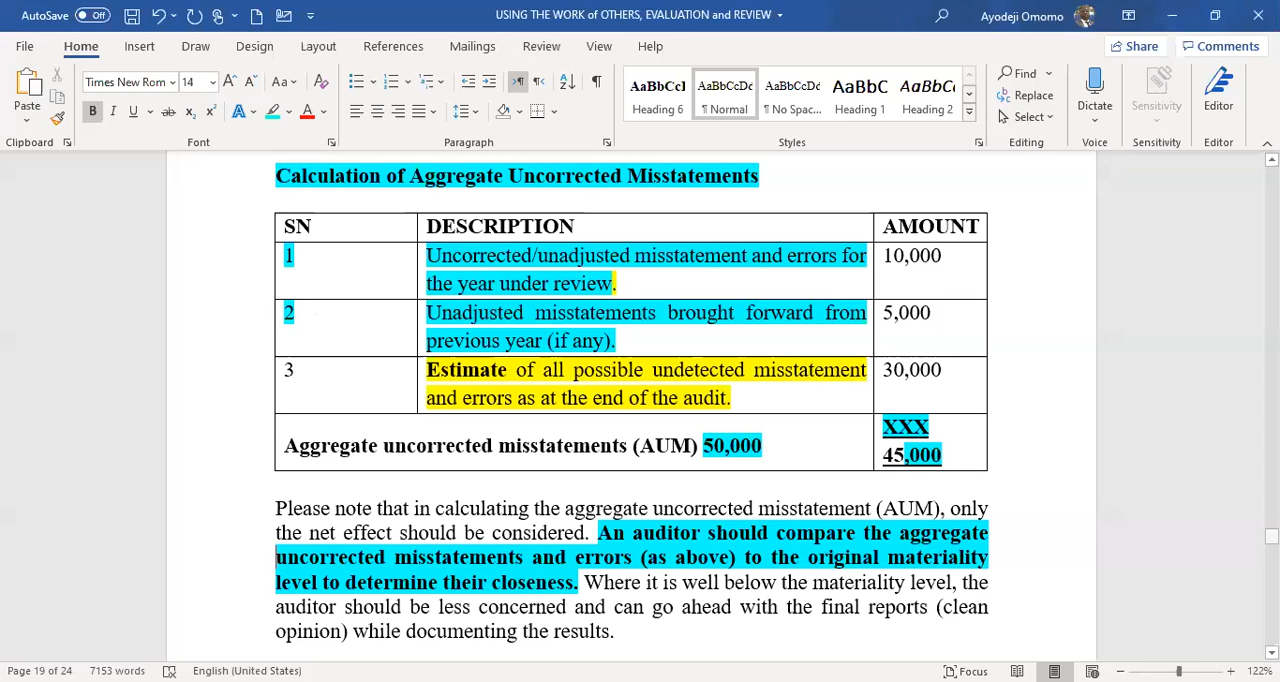 AutoSave Off USING THE WORK of OTHERS, EVALUATION and REVIEW Ayodeji Omomo
File Home Insert Draw Design Layout References Mailings Review View Help Share Comments
Paste Times New Rom 14 A A Aa A AaBbCcI AaBbCcDc AaBbCcDd AaBbC AaBbCc Find Replace Select Dictate Sensitivity Editor
B I U ab x₂ x² A A Heading 6 ¶ Normal ¶ No Spac... Heading 1 Heading 2
Clipboard Font Paragraph Styles Editing Voice Sensitivity Editor
Calculation of Aggregate Uncorrected Misstatements
SN DESCRIPTION AMOUNT
1 Uncorrected/unadjusted misstatement and errors for 10,000
the year under review.
2 Unadjusted misstatements brought forward from 5,000
previous year (if any).
3 Estimate of all possible undetected misstatement 30,000
and errors as at the end of the audit.
XXX
Aggregate uncorrected misstatements (AUM) 50,000
45,000
Please note that in calculating the aggregate uncorrected misstatement (AUM), only
the net effect should be considered. An auditor should compare the aggregate
uncorrected misstatements and errors (as above) to the original materiality
level to determine their closeness. Where it is well below the materiality level, the
auditor should be less concerned and can go ahead with the final reports (clean
opinion) while documenting the results.
Page 19 of 24 7153 words English (United States) Focus 122%